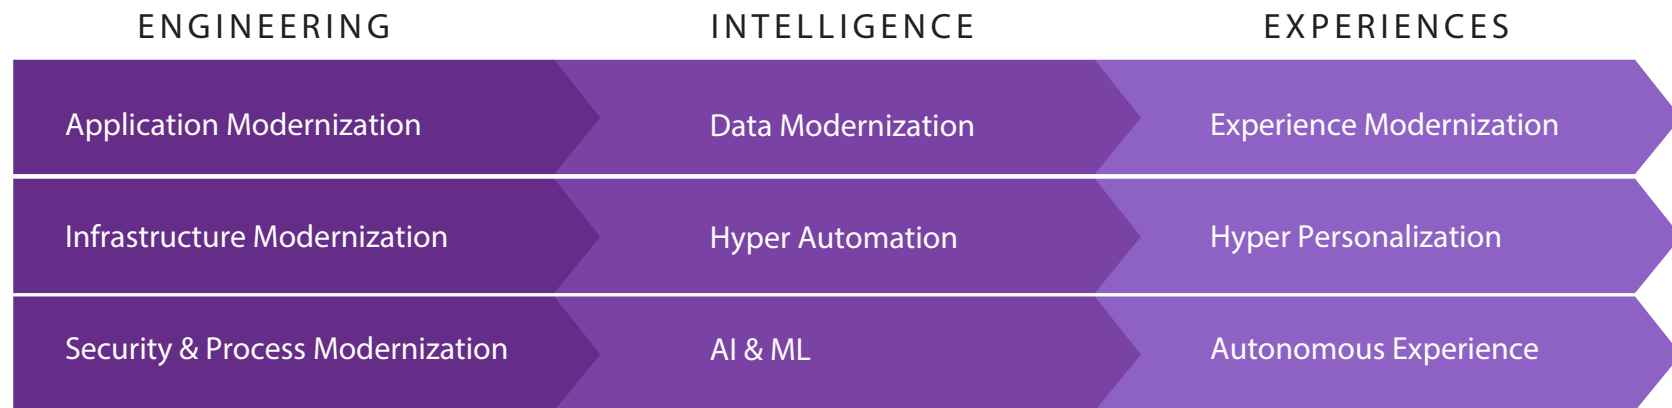 ENGINEERING
INTELLIGENCE
EXPERIENCES
Application Modernization
Data Modernization
Experience Modernization
Infrastructure Modernization
Hyper Automation
Hyper Personalization
Security & Process Modernization
AI & ML
Autonomous Experience